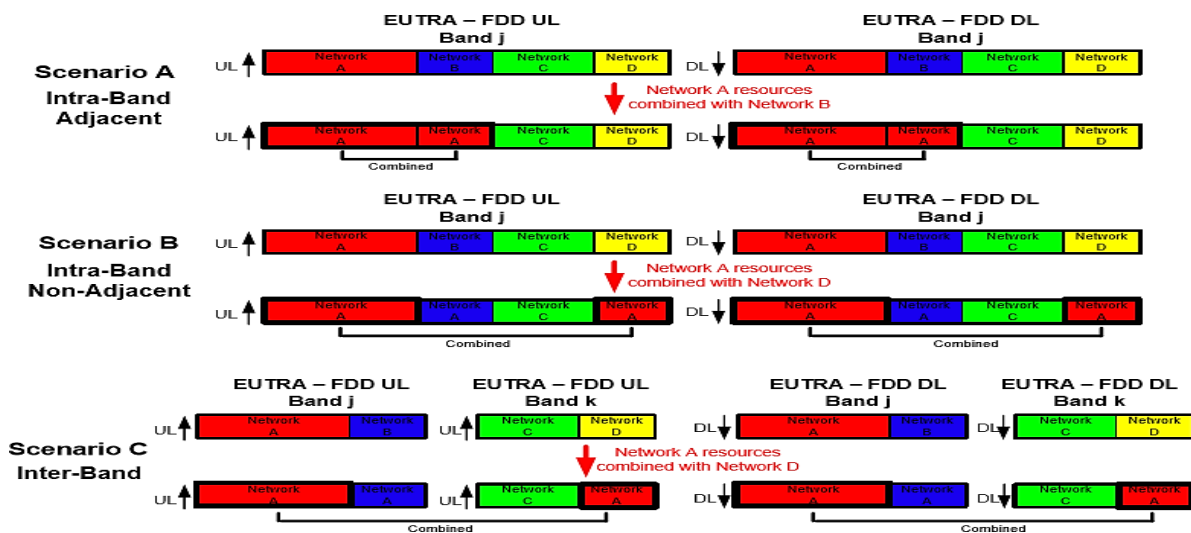 EUTRA – FDD UL
Band j
EUTRA – FDD DL
Band j
Scenario A
Intra-Band
Adjacent
UL
Network A
Network B
Network C
Network D
DL
Network A
Network B
Network C
Network D
Network A resources
combined with Network B
UL
Network A
Network A
Network C
Network D
DL
Network A
Network A
Network C
Network D
Combined
Combined
EUTRA – FDD UL
Band j
EUTRA – FDD DL
Band j
Scenario B
Intra-Band
Non-Adjacent
UL
Network A
Network B
Network C
Network D
DL
Network A
Network B
Network C
Network D
Network A resources
combined with Network D
UL
Network A
Network A
Network C
Network A
DL
Network A
Network A
Network C
Network A
Combined
Combined
EUTRA – FDD UL
Band j
EUTRA – FDD UL
Band k
EUTRA – FDD DL
Band j
EUTRA – FDD DL
Band k
Scenario C
Inter-Band
UL
Network A
Network B
UL
Network C
Network D
DL
Network A
Network B
DL
Network C
Network D
Network A resources
combined with Network D
UL
Network A
Network A
UL
Network C
Network A
DL
Network A
Network A
DL
Network C
Network A
Combined
Combined